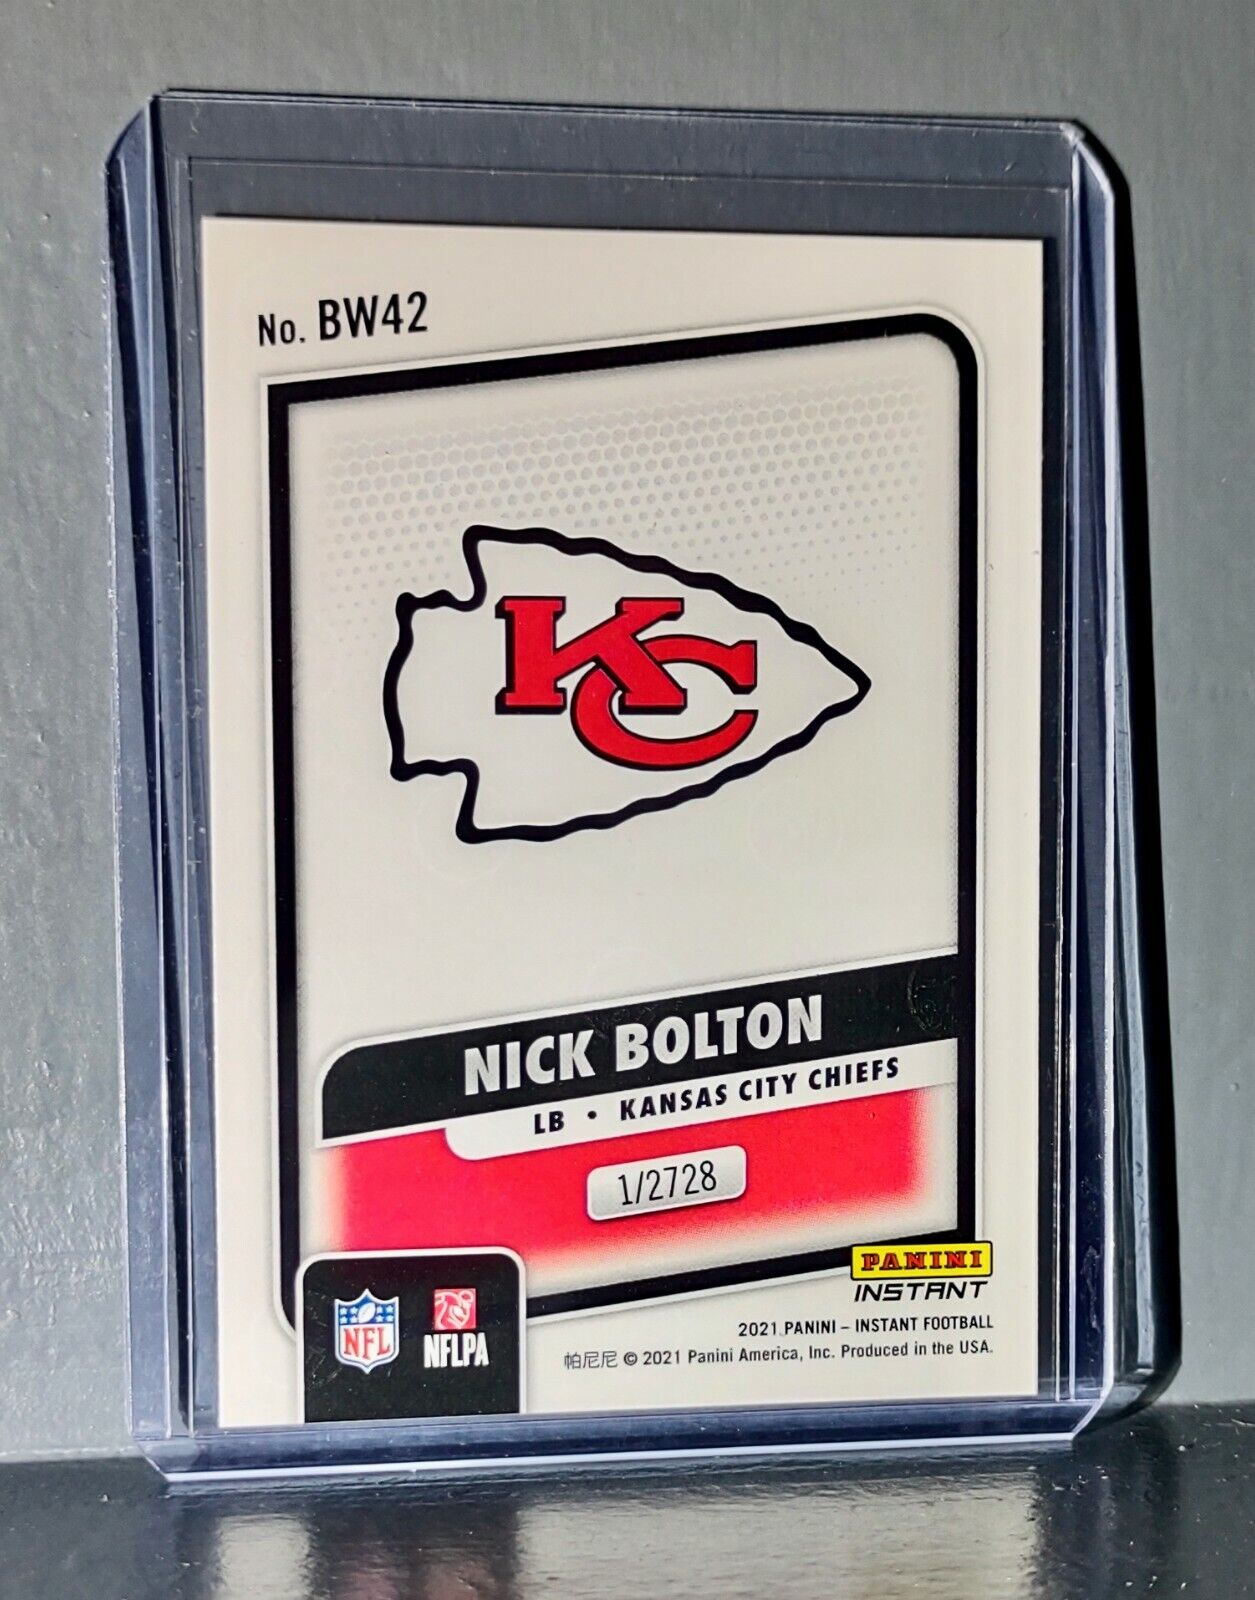 No. BW42
KC
NICK BOLTON
LB • KANSAS CITY CHIEFS
1/2728
PANINI
INSTANT
NFL
NFLPA
2021 PANINI – INSTANT FOOTBALL
帕尼尼 © 2021 Panini America, Inc. Produced in the USA.